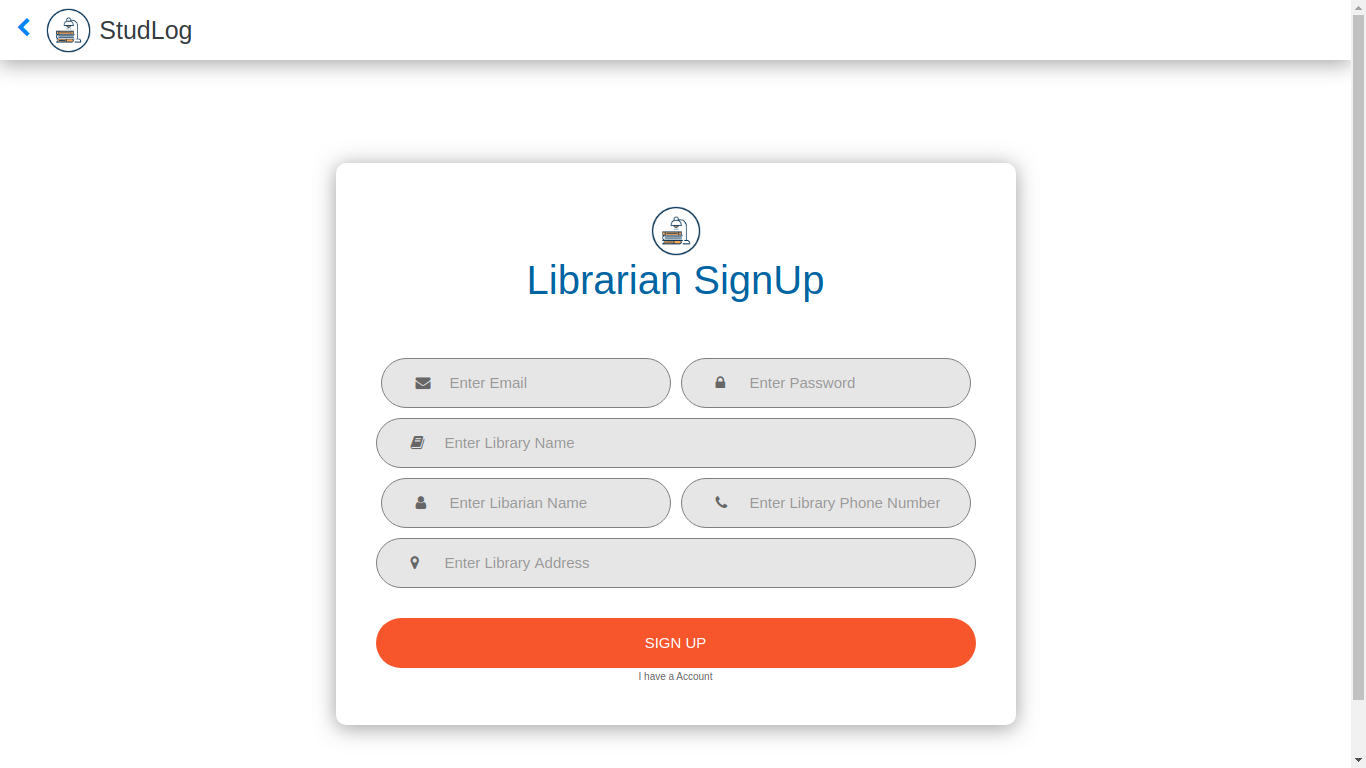 StudLog
Librarian SignUp
Enter Email
Enter Password
Enter Library Name
Enter Libarian Name
Enter Library Phone Number
Enter Library Address
SIGN UP
I have a Account